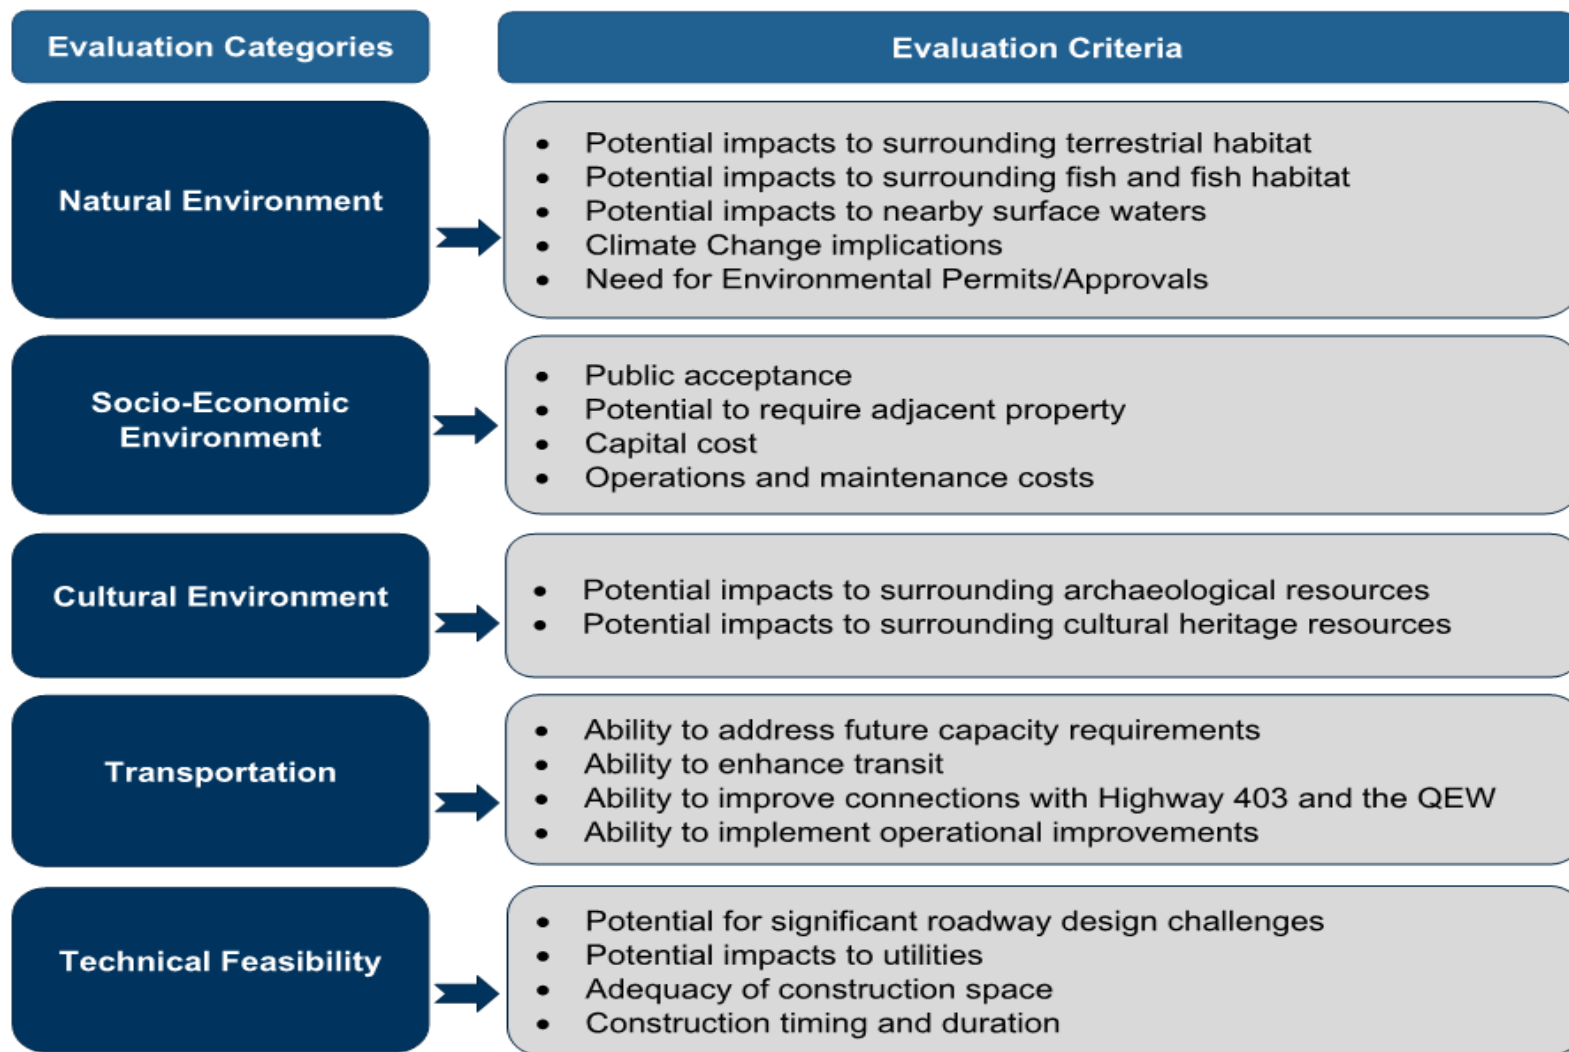 Evaluation Categories
Evaluation Criteria
Natural Environment
• Potential impacts to surrounding terrestrial habitat
• Potential impacts to surrounding fish and fish habitat
• Potential impacts to nearby surface waters
• Climate Change implications
• Need for Environmental Permits/Approvals
Socio-Economic
Environment
• Public acceptance
• Potential to require adjacent property
• Capital cost
• Operations and maintenance costs
Cultural Environment
• Potential impacts to surrounding archaeological resources
• Potential impacts to surrounding cultural heritage resources
Transportation
• Ability to address future capacity requirements
• Ability to enhance transit
• Ability to improve connections with Highway 403 and the QEW
• Ability to implement operational improvements
Technical Feasibility
• Potential for significant roadway design challenges
• Potential impacts to utilities
• Adequacy of construction space
• Construction timing and duration